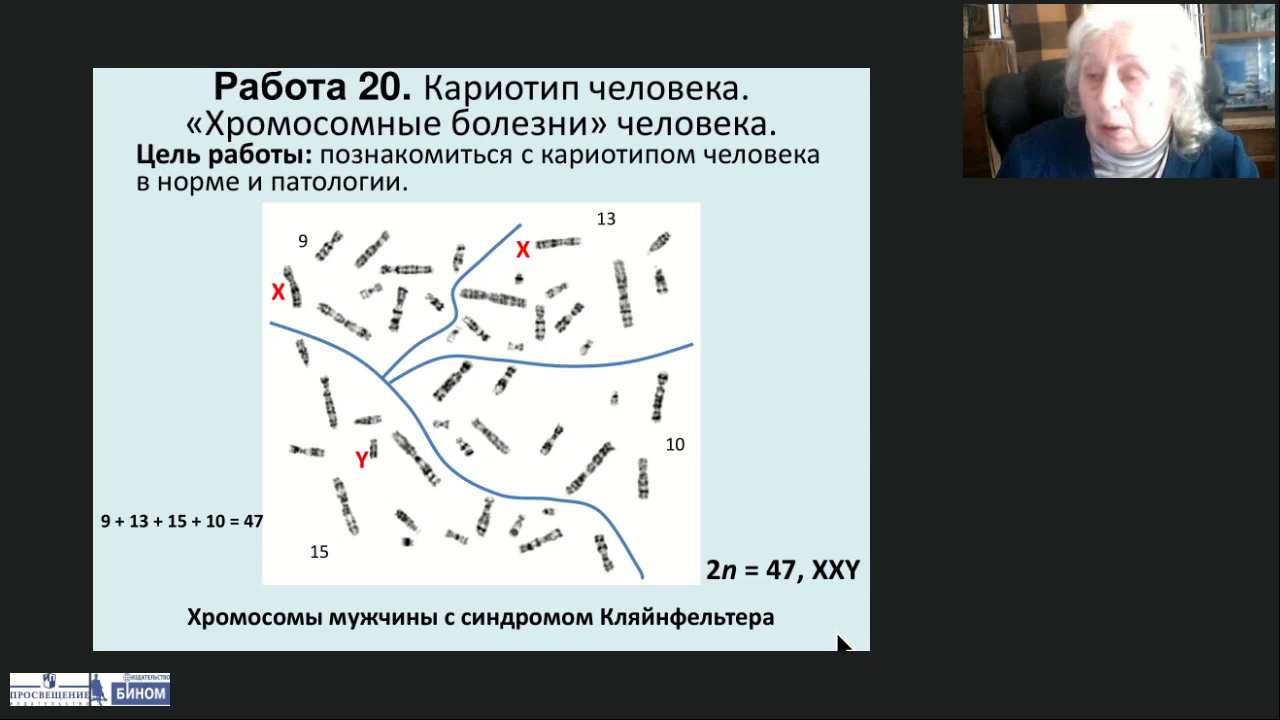 Работа 20. Кариотип человека.
«Хромосомные болезни» человека.
Цель работы: познакомиться с кариотипом человека
в норме и патологии.
13
9
X
X
10
Y
9 + 13 + 15 + 10 = 47
15
2n = 47, XXY
Хромосомы мужчины с синдромом Кляйнфельтера
ПРОСВЕЩЕНИЕ
ИЗДАТЕЛЬСТВО
ИЗДАТЕЛЬСТВО
БИНОМ